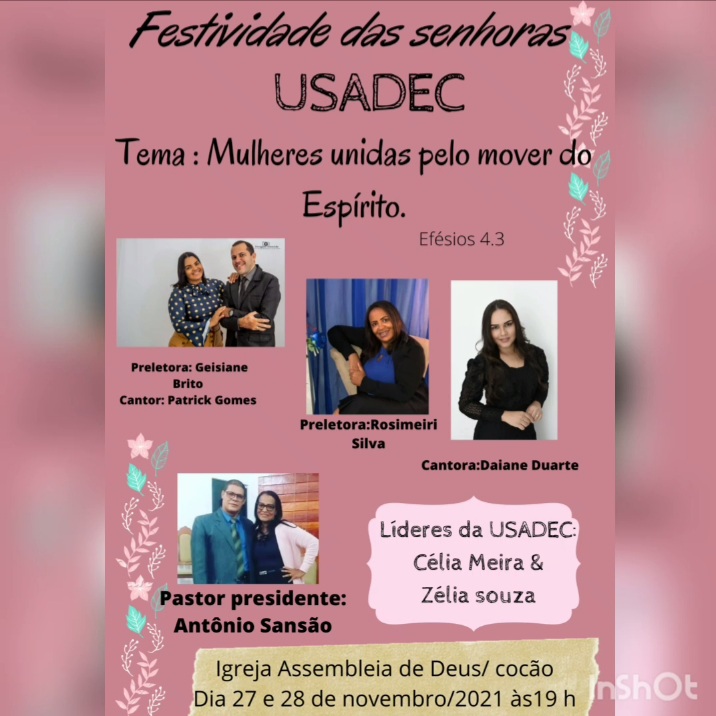 Festividade das senhoras
USADEC
Tema : Mulheres unidas pelo mover do
Espírito.
Efésios 4.3
Preletora: Geisiane
Brito
Cantor: Patrick Gomes
Preletora:Rosimeiri
Silva
Cantora:Daiane Duarte
Pastor presidente:
Antônio Sansão
Líderes da USADEC:
Célia Meira &
Zélia souza
Igreja Assembleia de Deus/ cocão
Dia 27 e 28 de novembro/2021 às19 h
InShOt